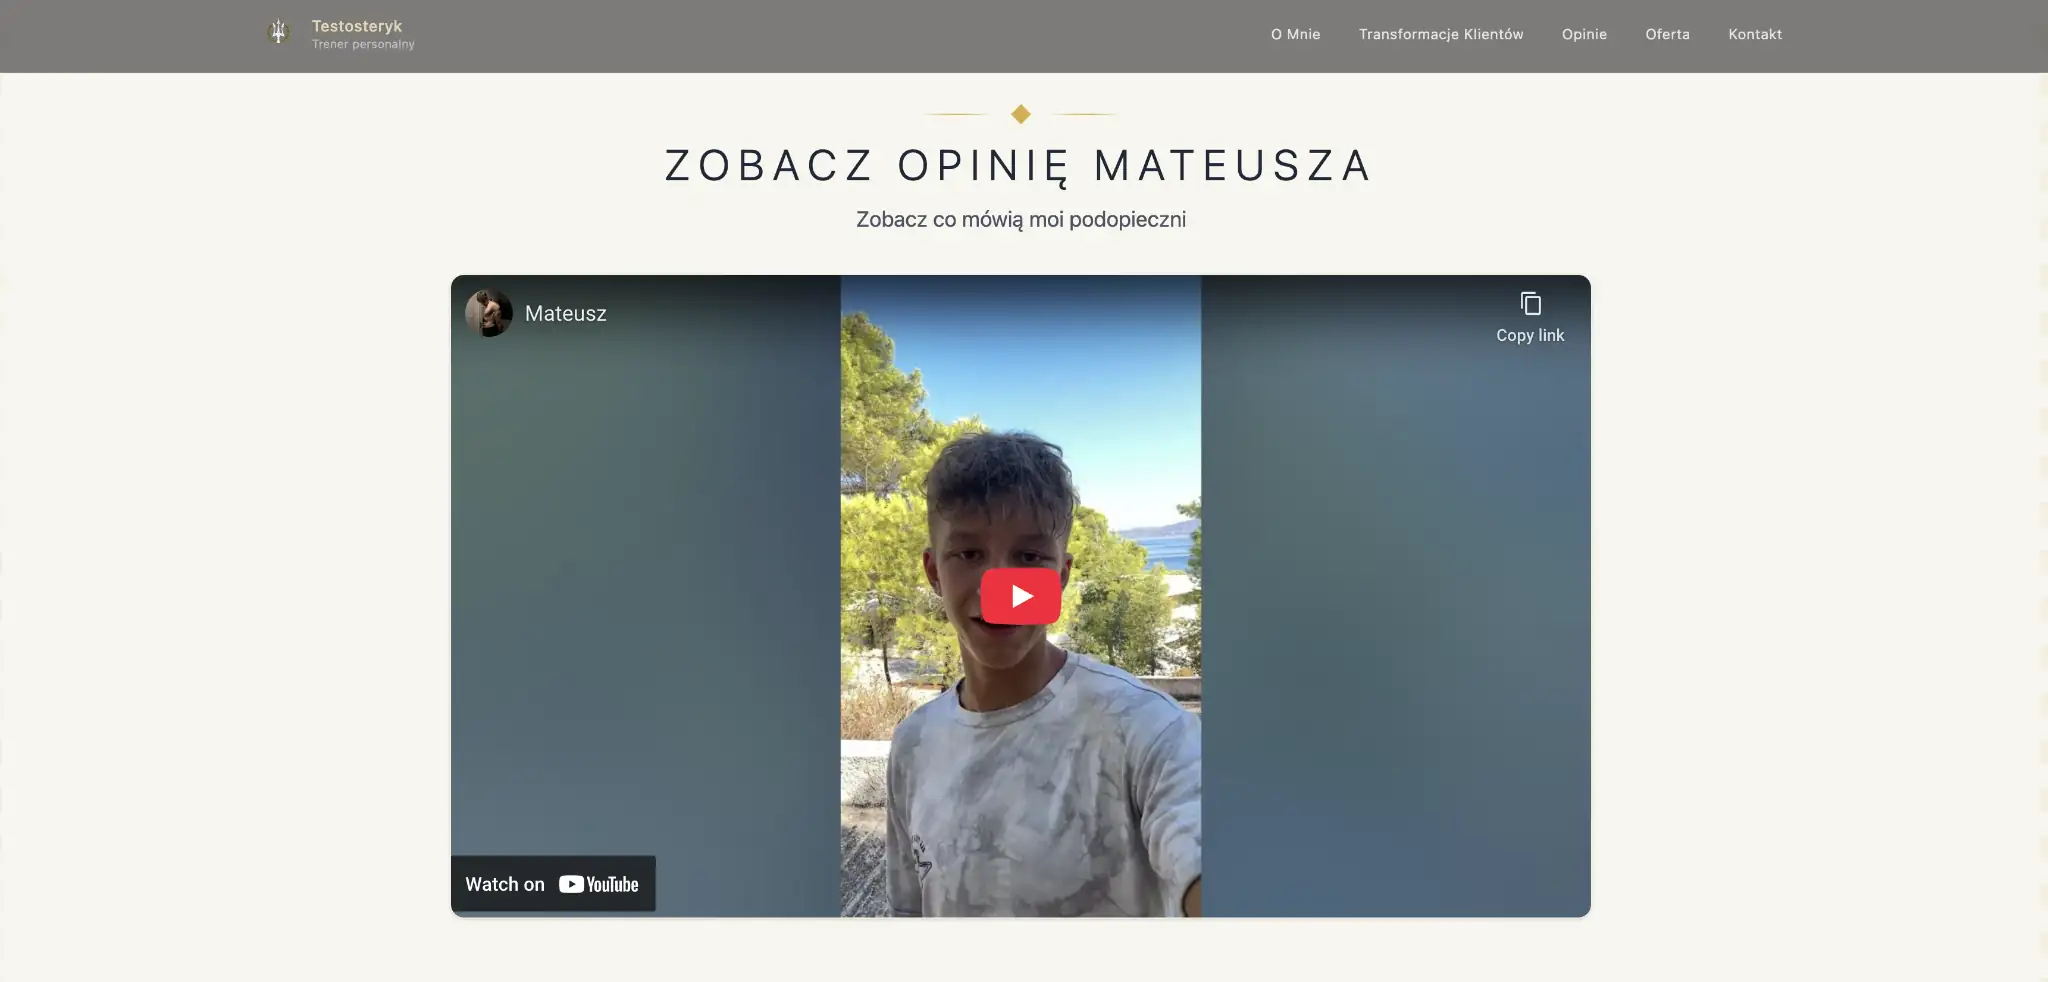 Testosteryk
Trener personalny
O Mnie
Transformacje Klientów
Opinie
Oferta
Kontakt
ZOBACZ OPINIĘ MATEUSZA
Zobacz co mówią moi podopieczni
Mateusz
Copy link
Watch on YouTube